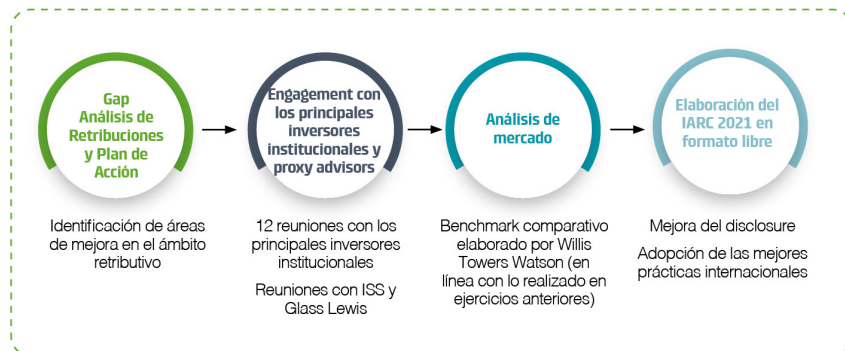 Gap
Análisis de
Retribuciones
y Plan de
Acción
Identificación de áreas
de mejora en el ámbito
retributivo
Engagement con
los principales
inversores
institucionales y
proxy advisors
12 reuniones con los
principales inversores
institucionales
Reuniones con ISS y
Glass Lewis
Análisis de
mercado
Benchmark comparativo
elaborado por Willis
Towers Watson (en
línea con lo realizado en
ejercicios anteriores)
Elaboración del
IARC 2021 en
formato libre
Mejora del disclosure
Adopción de las mejores
prácticas internacionales